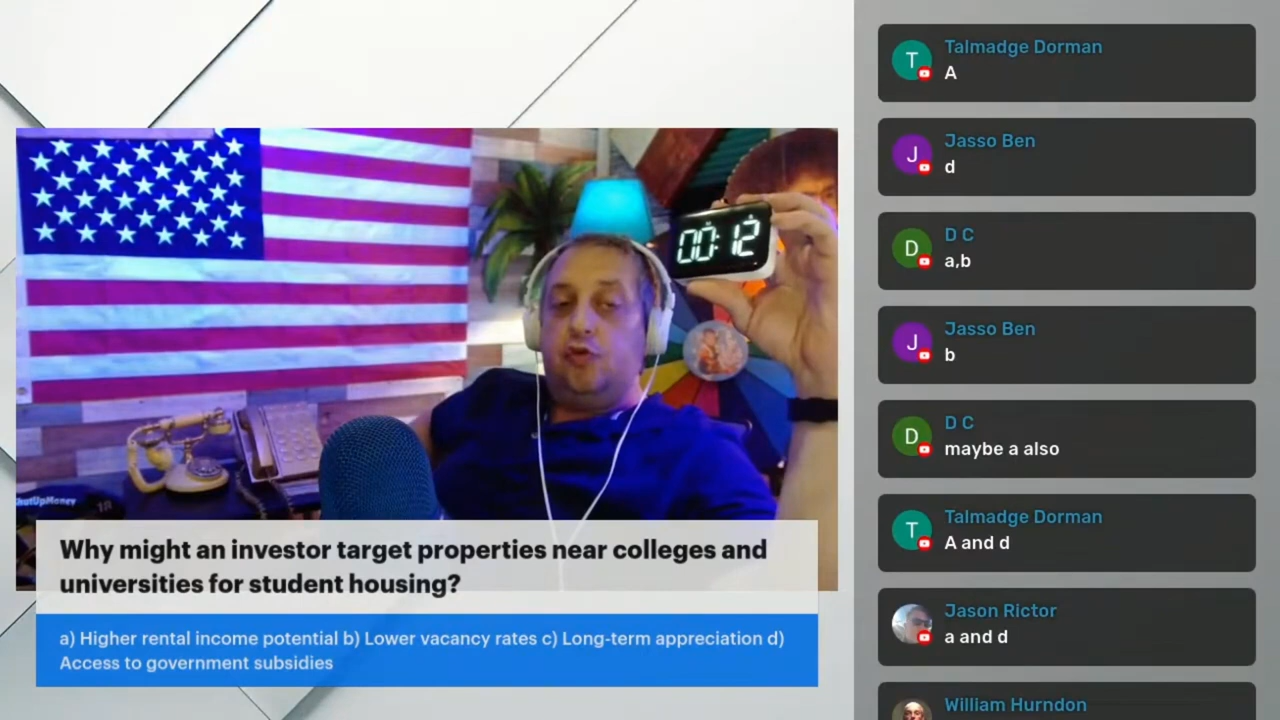 00:12
ShutUpMoney
Why might an investor target properties near colleges and
universities for student housing?
a) Higher rental income potential b) Lower vacancy rates c) Long-term appreciation d)
Access to government subsidies
T
Talmadge Dorman
A
J
Jasso Ben
d
D
D C
a,b
J
Jasso Ben
b
D
D C
maybe a also
T
Talmadge Dorman
A and d
Jason Rictor
a and d
William Hurndon